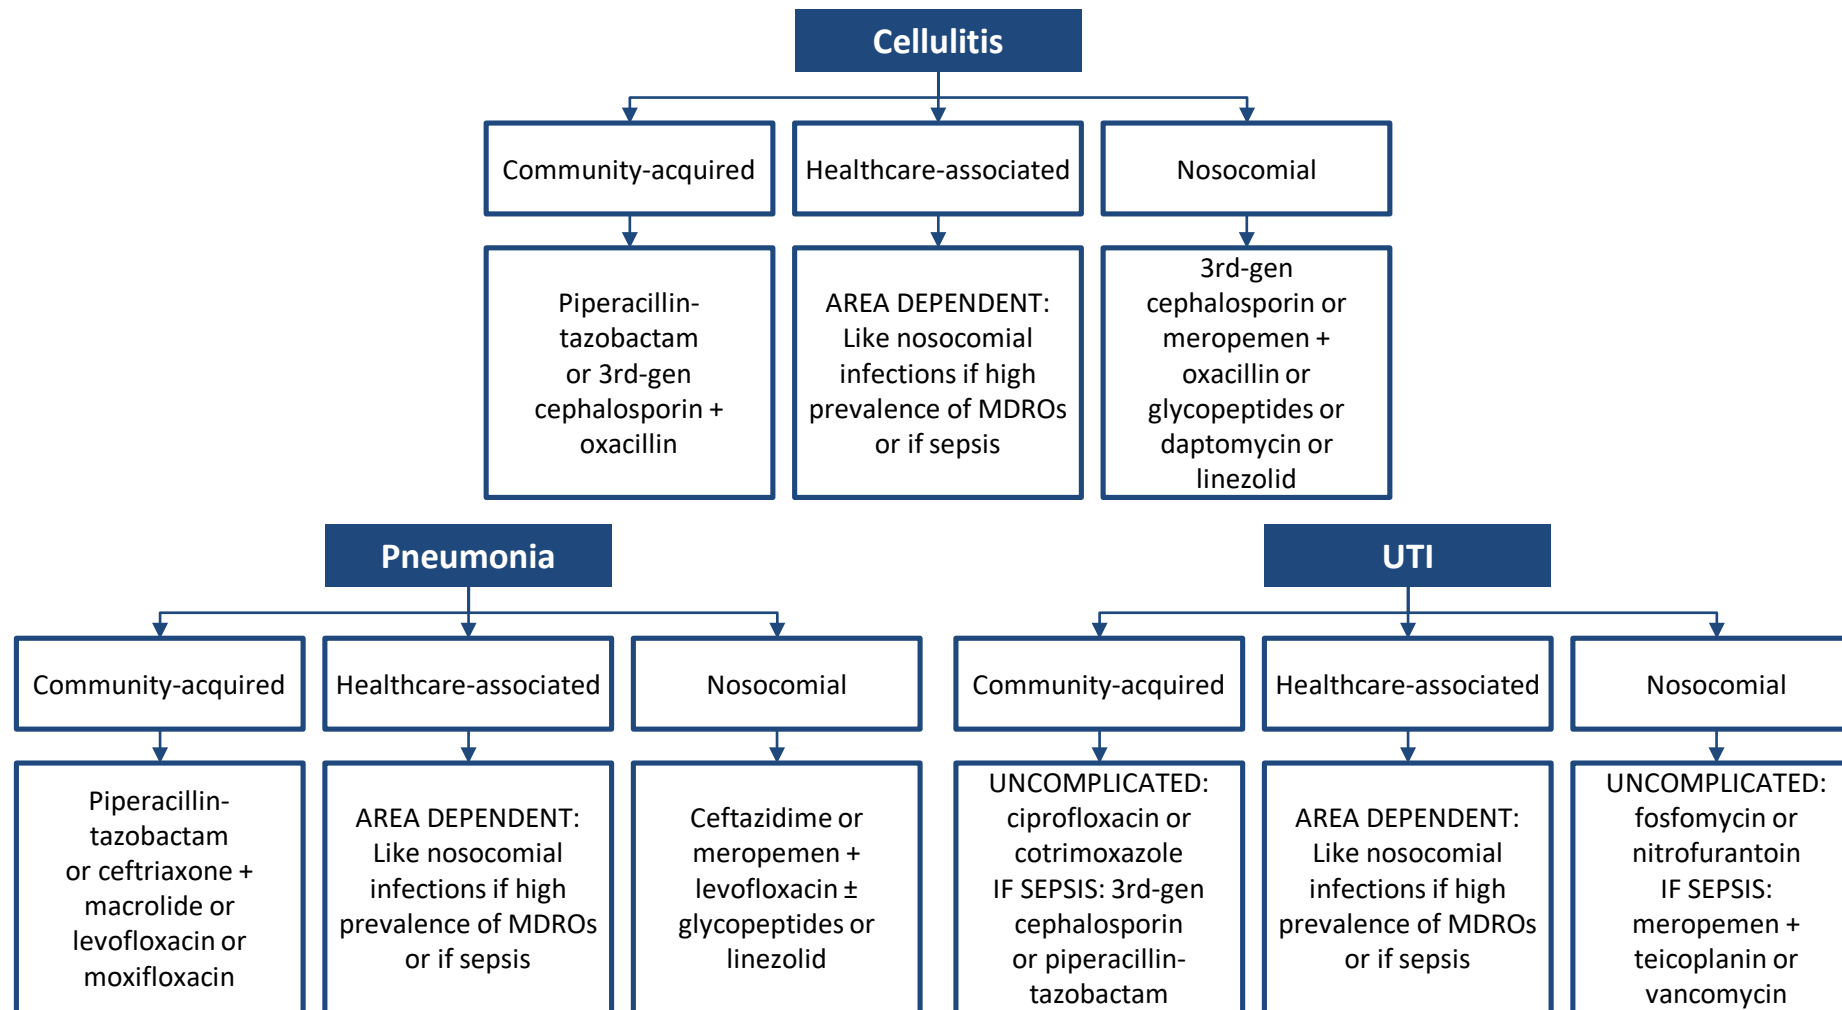 Cellulitis
Community-acquired
Healthcare-associated
Nosocomial
Piperacillin-
tazobactam
or 3rd-gen
cephalosporin +
oxacillin
AREA DEPENDENT:
Like nosocomial
infections if high
prevalence of MDROs
or if sepsis
3rd-gen
cephalosporin or
meropemen +
oxacillin or
glycopeptides or
daptomycin or
linezolid
Pneumonia
Community-acquired
Healthcare-associated
Nosocomial
Piperacillin-
tazobactam
or ceftriaxone +
macrolide or
levofloxacin or
moxifloxacin
AREA DEPENDENT:
Like nosocomial
infections if high
prevalence of MDROs
or if sepsis
Ceftazidime or
meropemen +
levofloxacin ±
glycopeptides or
linezolid
UTI
Community-acquired
Healthcare-associated
Nosocomial
UNCOMPLICATED:
ciprofloxacin or
cotrimoxazole
IF SEPSIS: 3rd-gen
cephalosporin
or piperacillin-
tazobactam
AREA DEPENDENT:
Like nosocomial
infections if high
prevalence of MDROs
or if sepsis
UNCOMPLICATED:
fosfomycin or
nitrofurantoin
IF SEPSIS:
meropemen +
teicoplanin or
vancomycin